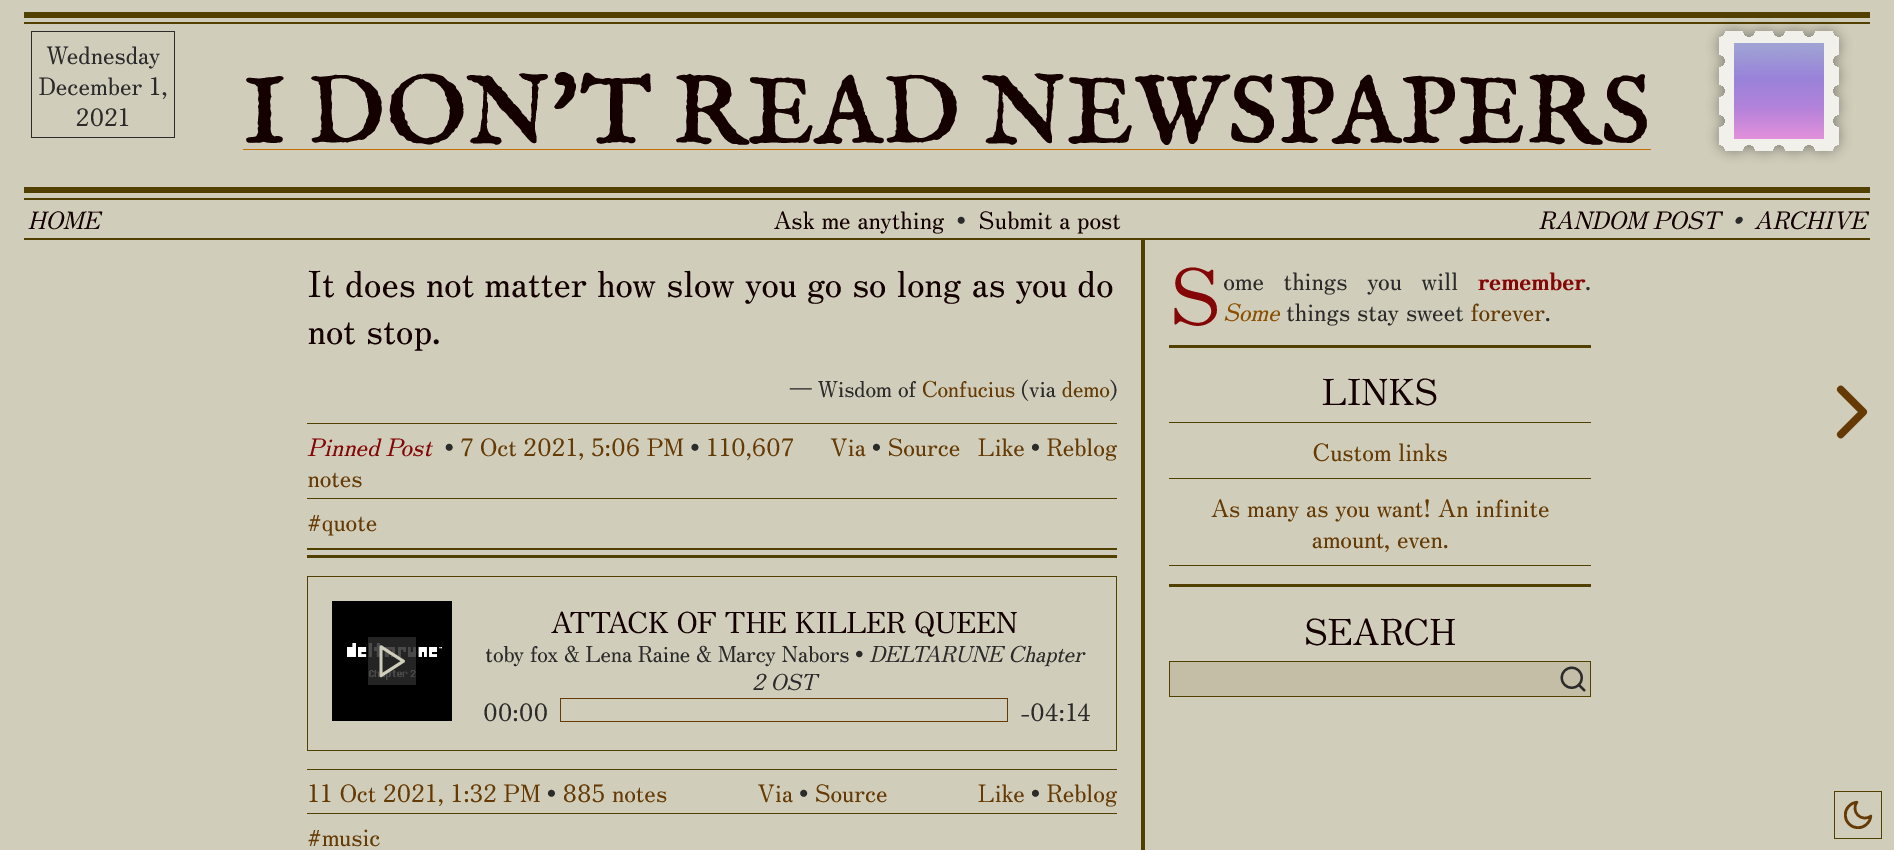 Wednesday
December 1,
2021
I DON'T READ NEWSPAPERS
HOME
Ask me anything • Submit a post
RANDOM POST • ARCHIVE
It does not matter how slow you go so long as you do
not stop.
— Wisdom of Confucius (via demo)
Pinned Post • 7 Oct 2021, 5:06 PM • 110,607
notes
Via • Source
Like • Reblog
#quote
deltarune
Chapter 2
ATTACK OF THE KILLER QUEEN
toby fox & Lena Raine & Marcy Nabors • DELTARUNE Chapter
2 OST
00:00
-04:14
11 Oct 2021, 1:32 PM • 885 notes
Via • Source
Like • Reblog
#music
Some things you will remember.
Some things stay sweet forever.
LINKS
Custom links
As many as you want! An infinite
amount, even.
SEARCH